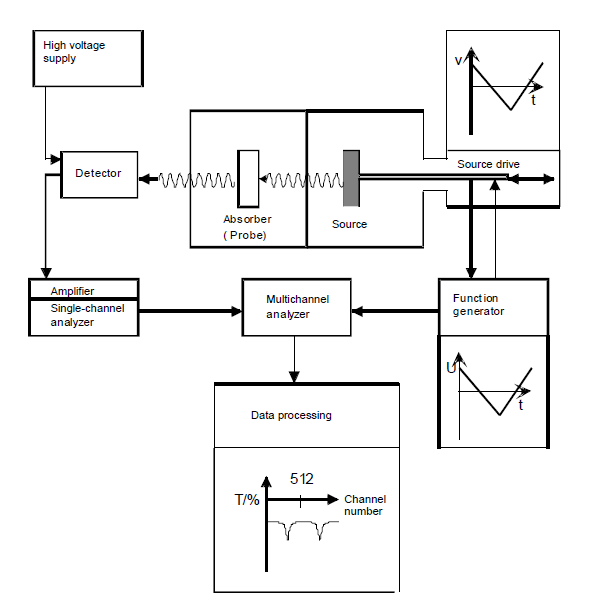 High voltage
supply
v
t
Source drive
Detector
Absorber
( Probe)
Source
Amplifier
Single-channel
analyzer
Multichannel
analyzer
Function
generator
U
t
Data processing
512
T/%
Channel
number